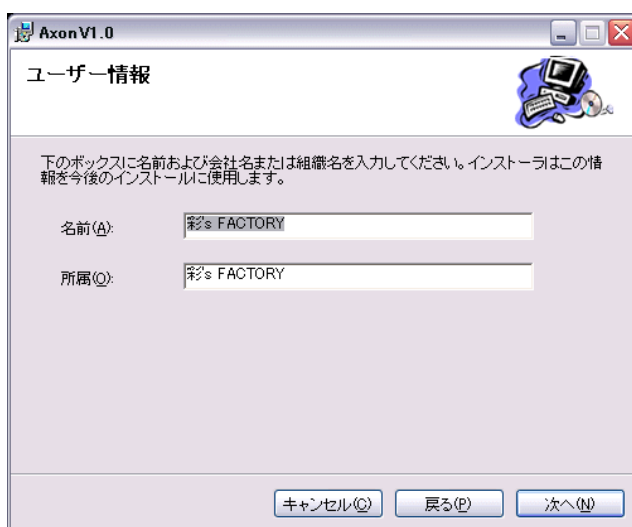 AxonV1.0
ユーザー情報
下のボックスに名前および会社名または組織名を入力してください。インストーラはこの情
報を今後のインストールに使用します。
名前(A):
彩's FACTORY
所属(O):
彩's FACTORY
キャンセル(C)
戻る(P)
次へ(N)